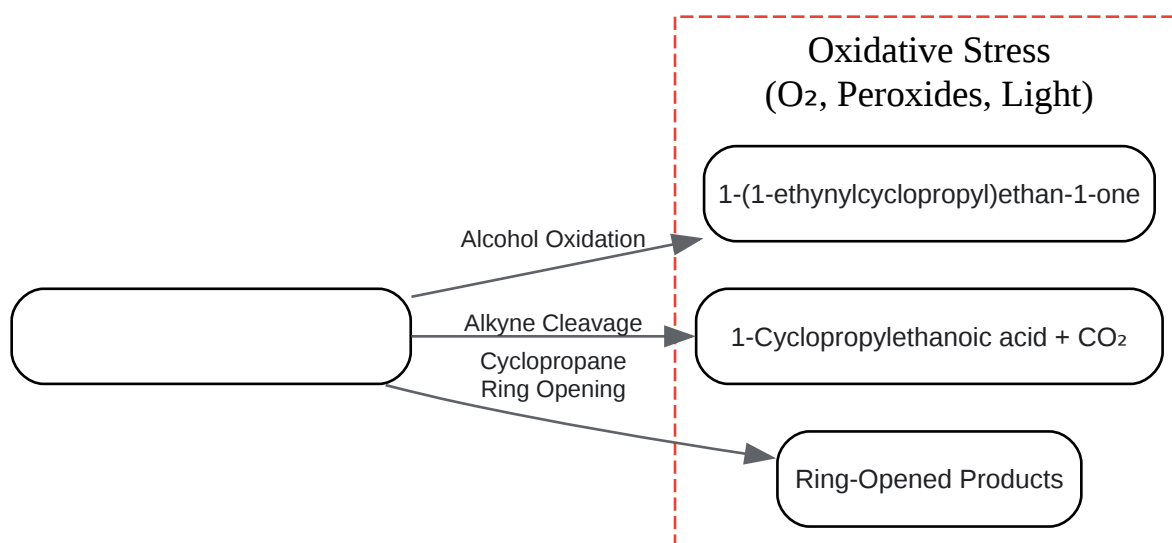 Oxidative Stress
(O₂, Peroxides, Light)
1-(1-ethynylcyclopropyl)ethan-1-one
Alcohol Oxidation
Alkyne Cleavage
1-Cyclopropylethanoic acid + CO₂
Cyclopropane
Ring Opening
Ring-Opened Products